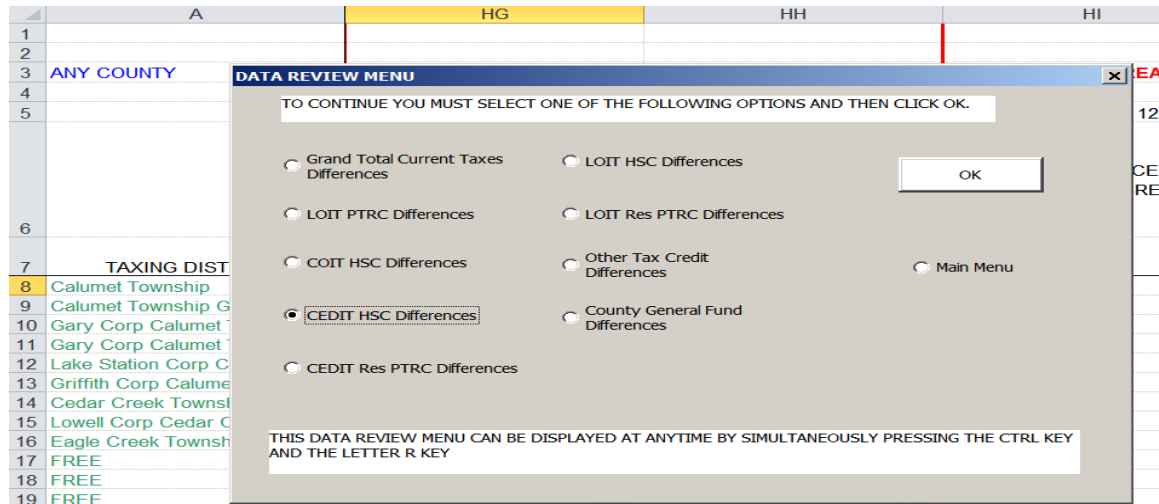 A HG HH HI
1
2
3 ANY COUNTY
DATA REVIEW MENU
4
TO CONTINUE YOU MUST SELECT ONE OF THE FOLLOWING OPTIONS AND THEN CLICK OK.
5 12
Grand Total Current Taxes
Differences
LOIT HSC Differences
OK
LOIT PTRC Differences
LOIT Res PTRC Differences
6
COIT HSC Differences
Other Tax Credit
Differences
Main Menu
7 TAXING DIST
8 Calumet Township
CEDIT HSC Differences
County General Fund
Differences
9 Calumet Township G
10 Gary Corp Calumet
11 Gary Corp Calumet
CEDIT Res PTRC Differences
12 Lake Station Corp C
13 Griffith Corp Calume
14 Cedar Creek Townsh
15 Lowell Corp Cedar C
16 Eagle Creek Townsh
THIS DATA REVIEW MENU CAN BE DISPLAYED AT ANYTIME BY SIMULTANEOUSLY PRESSING THE CTRL KEY
AND THE LETTER R KEY
17 FREE
18 FREE
19 FREE